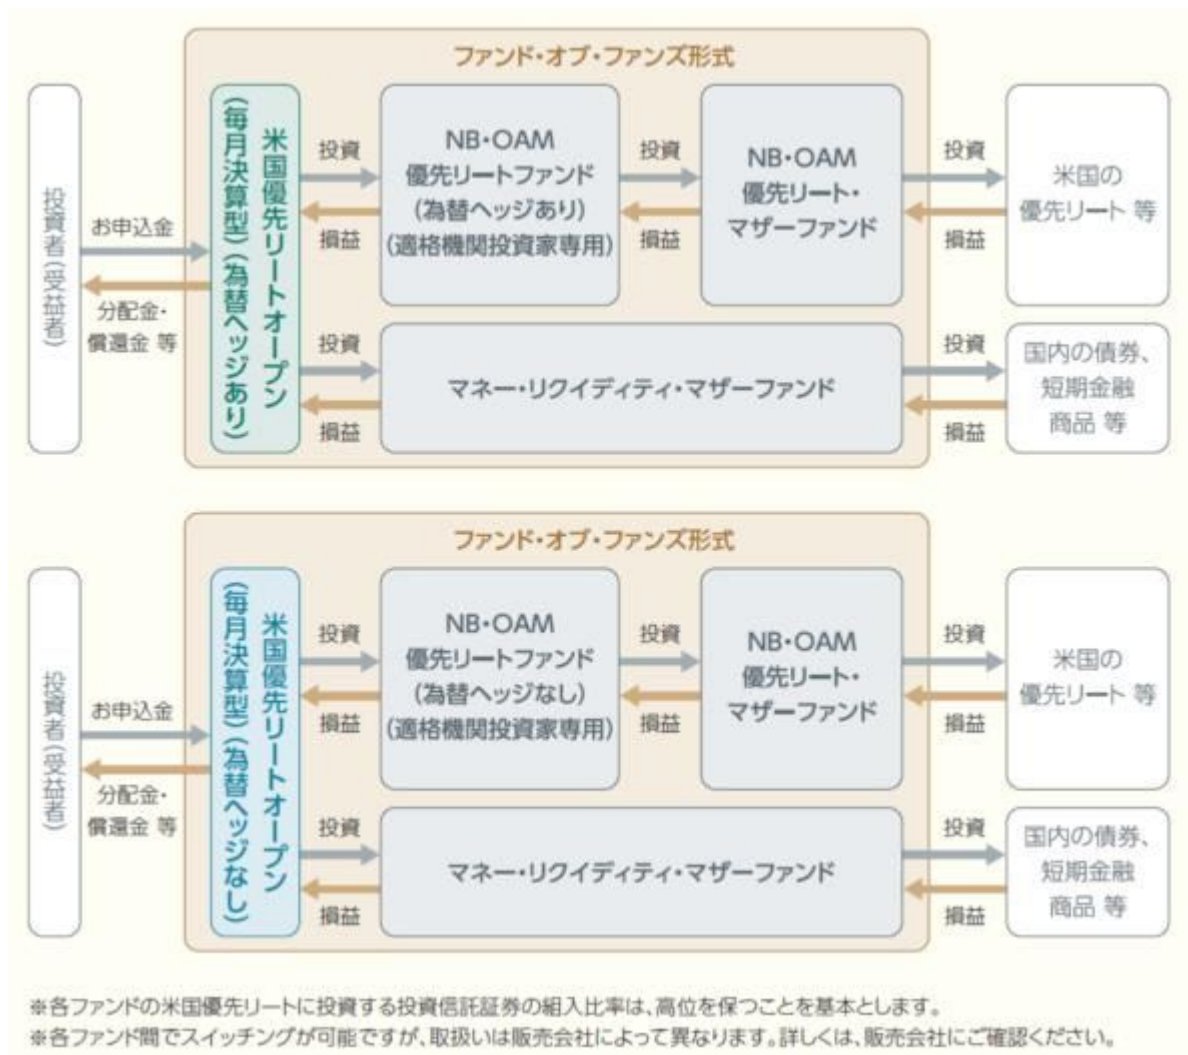 ファンド・オブ・ファンズ形式
投資者(受益者)
お申込金
分配金・
償還金 等
米国優先リートオープン
(毎月決算型)(為替ヘッジあり)
投資
損益
NB・OAM
優先リートファンド
(為替ヘッジあり)
(適格機関投資家専用)
投資
損益
NB・OAM
優先リート・
マザーファンド
投資
損益
米国の
優先リート 等
投資
損益
マネー・リクイディティ・マザーファンド
投資
損益
国内の債券、
短期金融
商品 等
ファンド・オブ・ファンズ形式
投資者(受益者)
お申込金
分配金・
償還金 等
米国優先リートオープン
(毎月決算型)(為替ヘッジなし)
投資
損益
NB・OAM
優先リートファンド
(為替ヘッジなし)
(適格機関投資家専用)
投資
損益
NB・OAM
優先リート・
マザーファンド
投資
損益
米国の
優先リート 等
投資
損益
マネー・リクイディティ・マザーファンド
投資
損益
国内の債券、
短期金融
商品 等
※各ファンドの米国優先リートに投資する投資信託証券の組入比率は、高位を保つことを基本とします。
※各ファンド間でスイッチングが可能ですが、取扱いは販売会社によって異なります。詳しくは、販売会社にご確認ください。